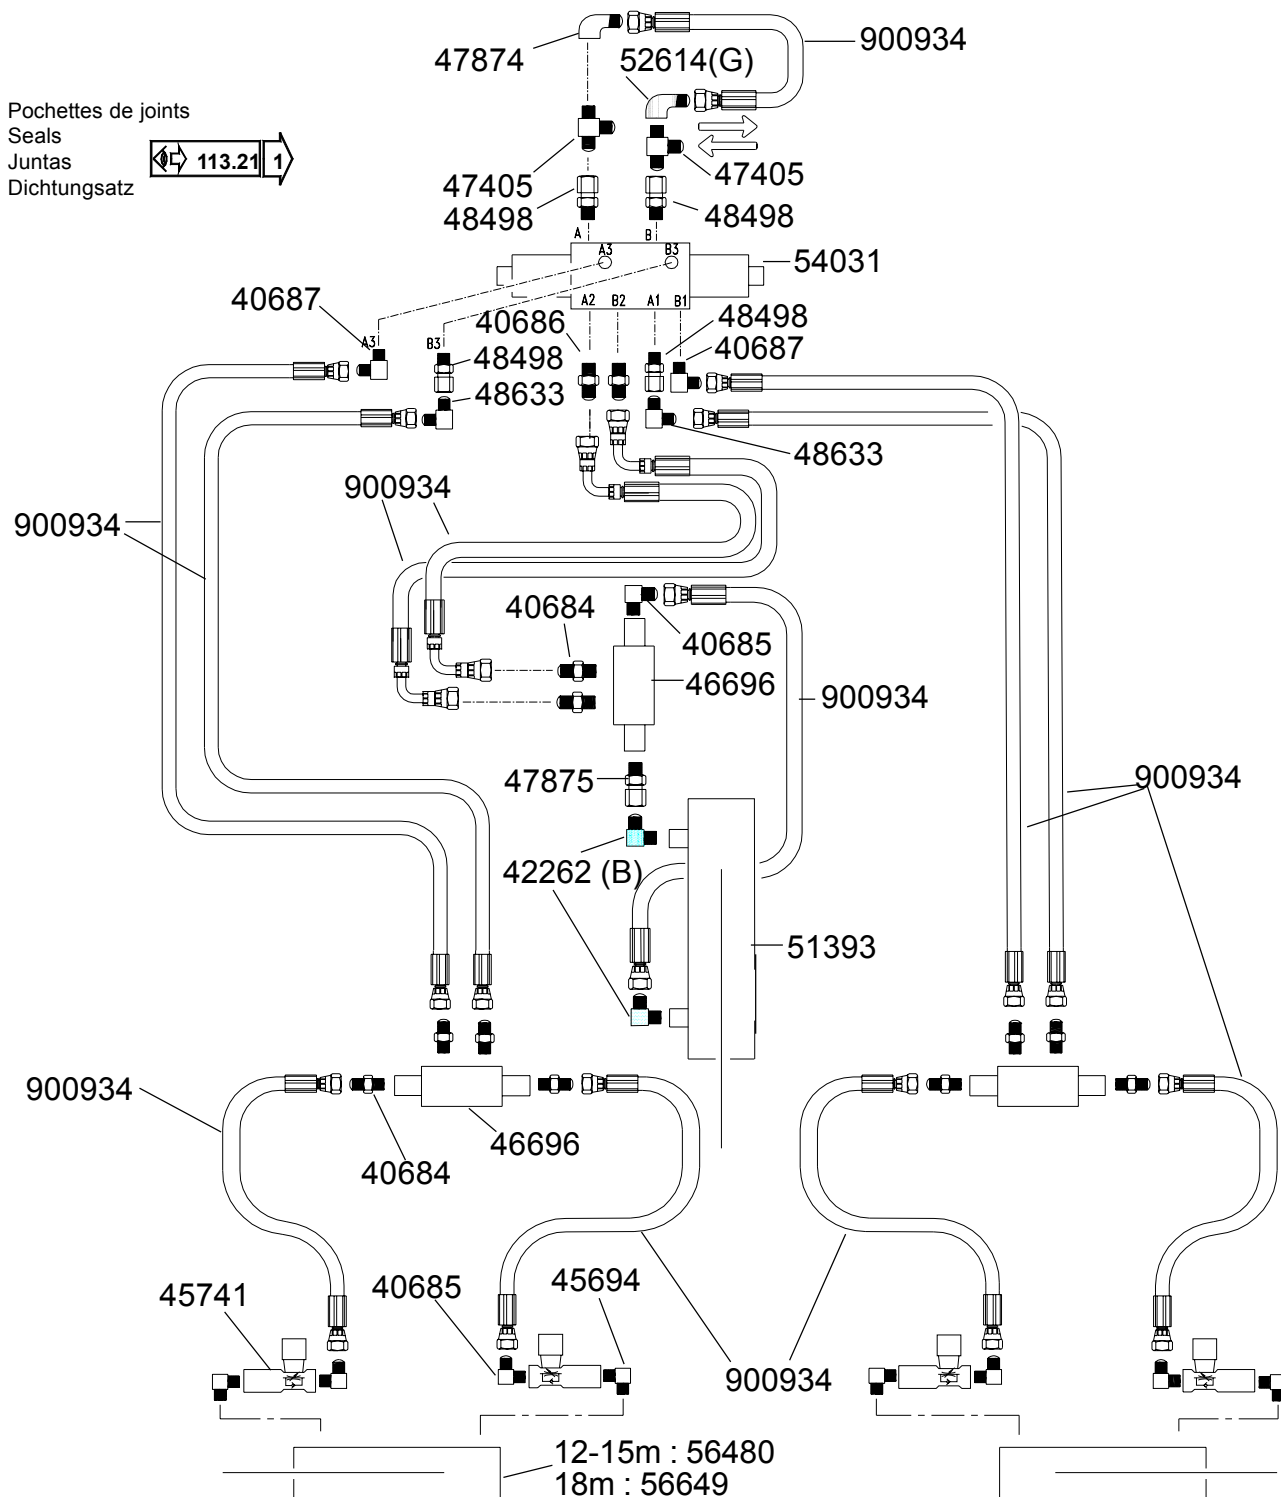 900934
47874
52614(G)
Pochettes de joints
Seals
Juntas
Dichtungsatz
113.21 1
47405
47405
48498
48498
A
B
A3
B3
54031
A2
B2
A1
B1
40687
A3
B3
40686
48498
40687
48498
48633
48633
900934
900934
40684
40685
46696
900934
47875
900934
42262 (B)
51393
900934
46696
40684
45741
40685
45694
900934
12-15m : 56480
18m : 56649